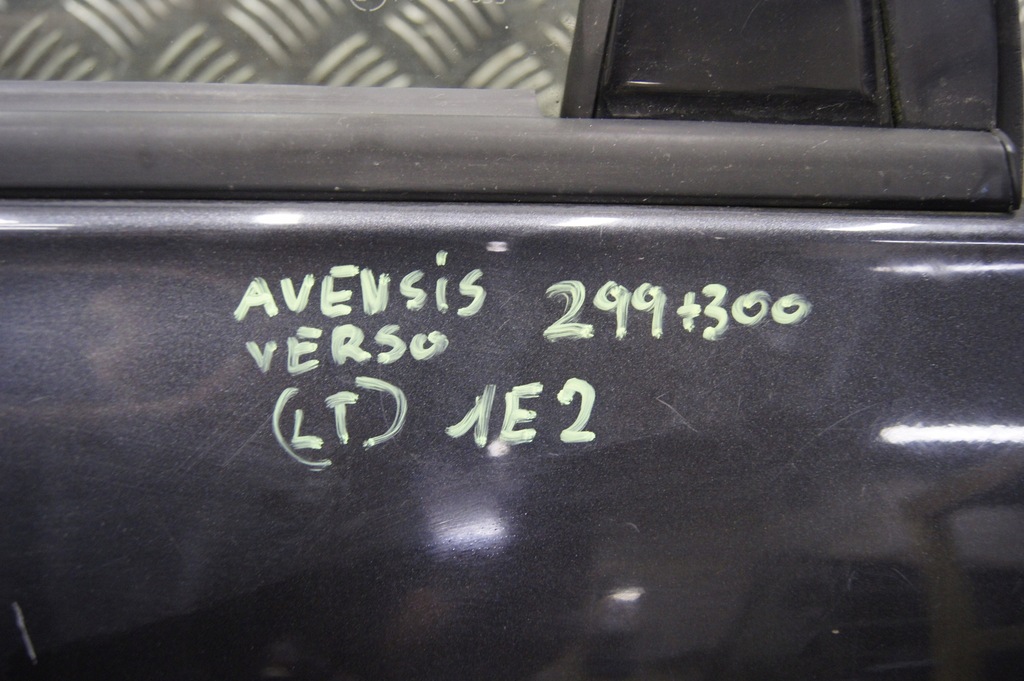 AVENSiS 299+300
VERSO
(LT) 1E2